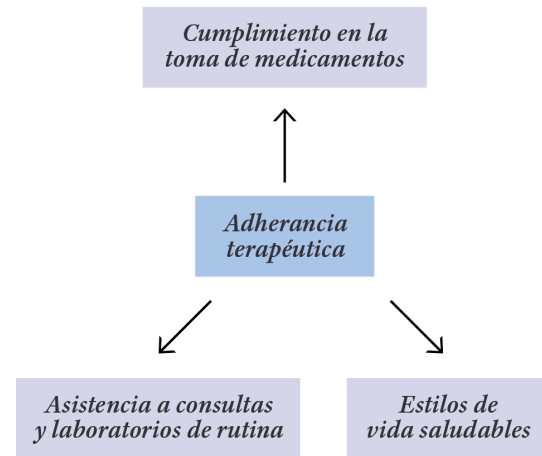 Cumplimiento en la
toma de medicamentos
Adherancia
terapéutica
Asistencia a consultas
y laboratorios de rutina
Estilos de
vida saludables